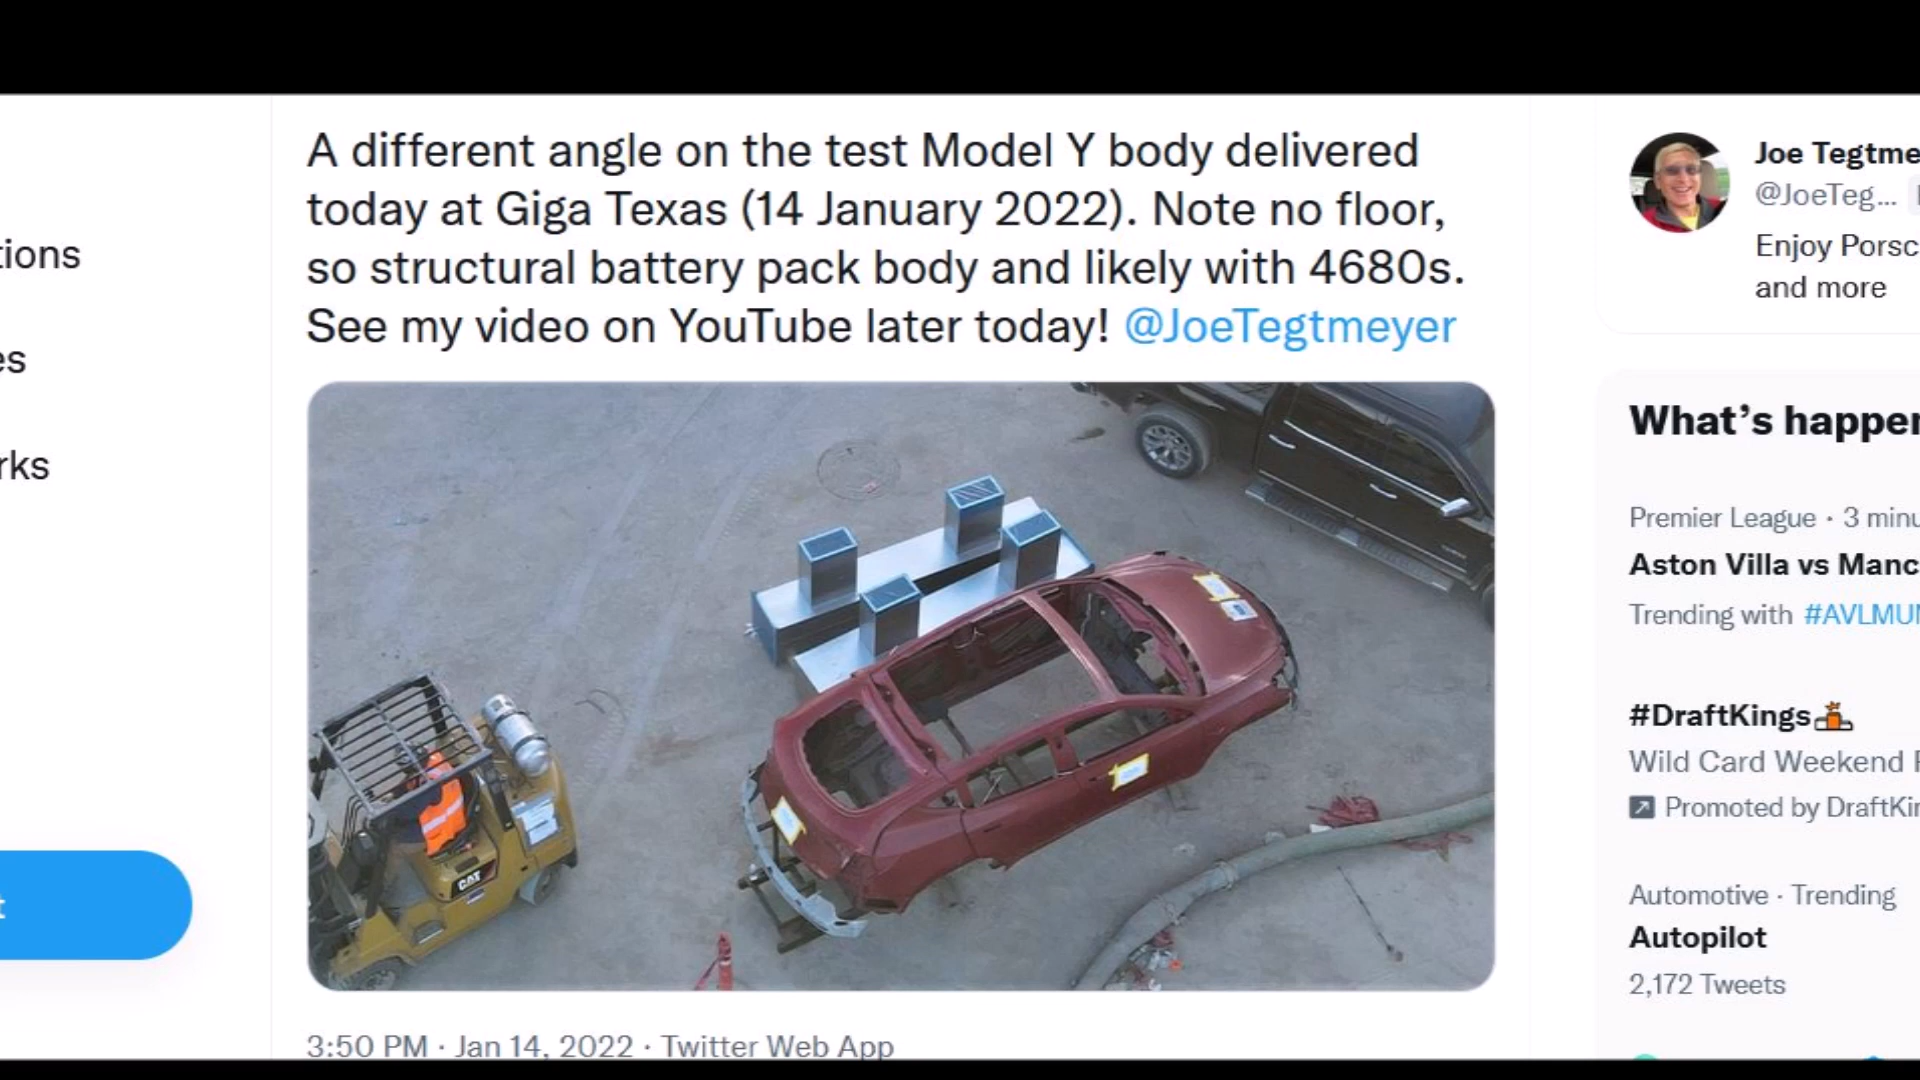 A different angle on the test Model Y body delivered
today at Giga Texas (14 January 2022). Note no floor,
so structural battery pack body and likely with 4680s.
See my video on YouTube later today! @JoeTegtmeyer
CAT
3:50 PM · Jan 14, 2022 · Twitter Web App
tions
es
rks
t
Joe Tegtme
@JoeTeg...
Enjoy Porsc
and more
What's happen
Premier League · 3 minu
Aston Villa vs Manc
Trending with #AVLMUN
#DraftKings
Wild Card Weekend
Promoted by DraftKin
Automotive · Trending
Autopilot
2,172 Tweets